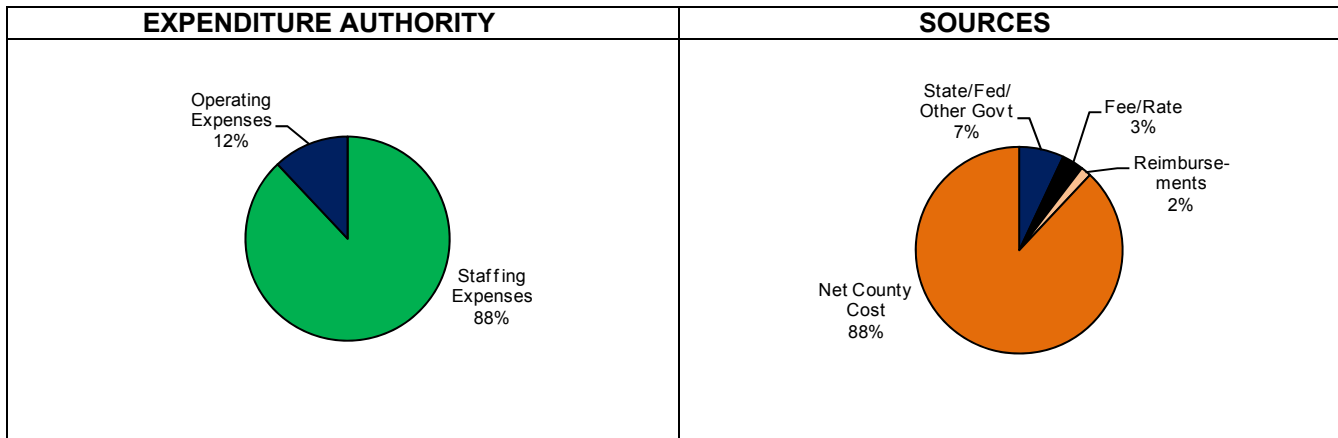 EXPENDITURE AUTHORITY
Operating
Expenses
12%
Staffing
Expenses
88%
SOURCES
State/Fed/
Other Govt
7%
Fee/Rate
3%
Reimburse-
ments
2%
Net County
Cost
88%